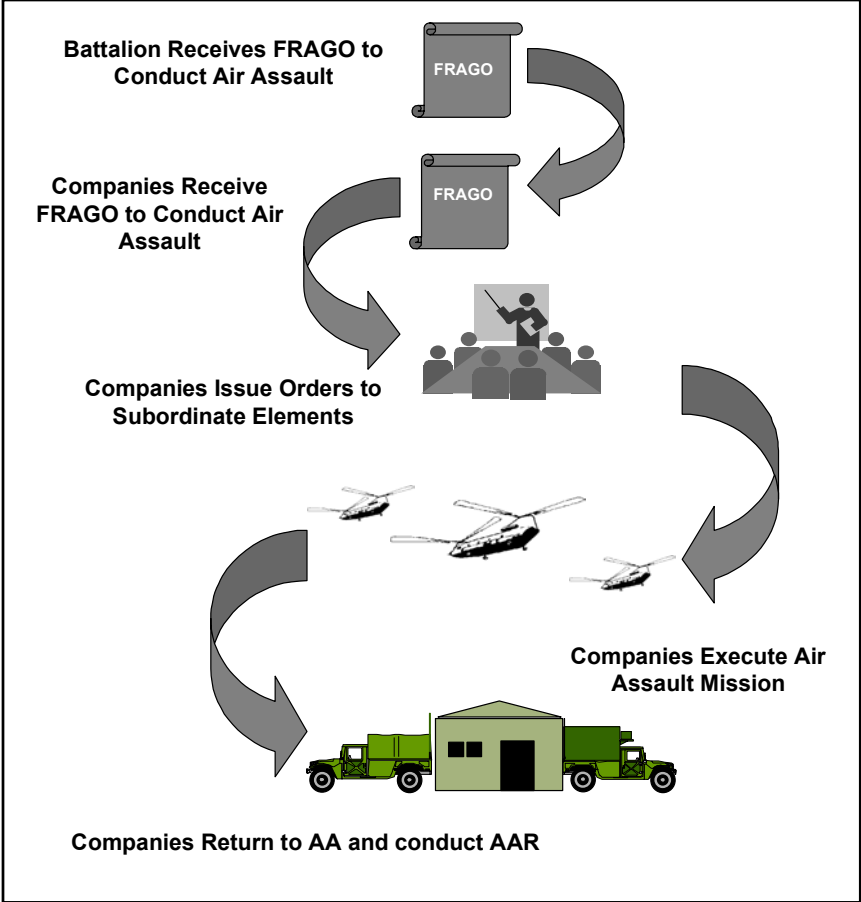 Battalion Receives FRAGO to
Conduct Air Assault
FRAGO
Companies Receive
FRAGO to Conduct Air
Assault
FRAGO
Companies Issue Orders to
Subordinate Elements
Companies Execute Air
Assault Mission
Companies Return to AA and conduct AAR